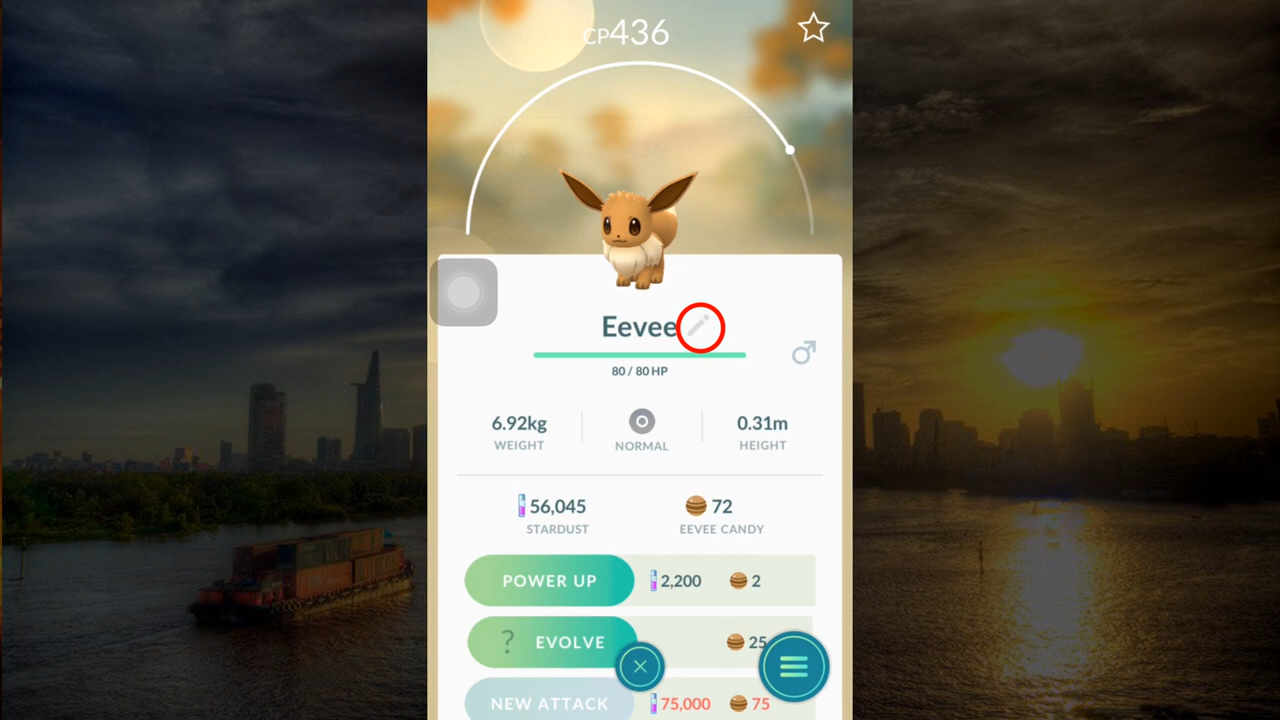 CP436
Eevee
80 / 80 HP
6.92kg
WEIGHT
NORMAL
0.31m
HEIGHT
56,045
STARDUST
72
EEVEE CANDY
POWER UP 2,200 2
? EVOLVE 25
NEW ATTACK 75,000 75